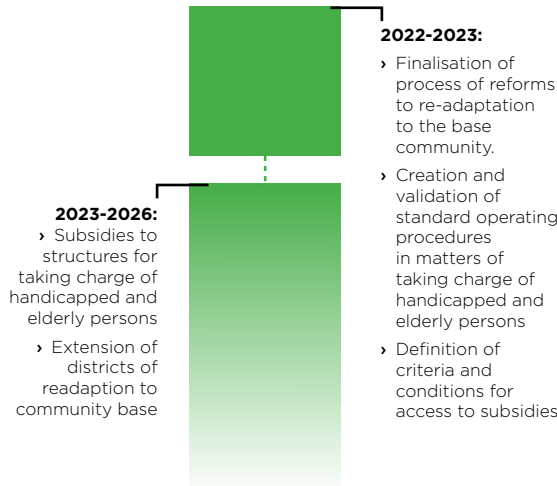 2022-2023:
› Finalisation of
process of reforms
to re-adaptation
to the base
community.
› Creation and
validation of
standard operating
procedures
in matters of
taking charge of
handicapped and
elderly persons
› Definition of
criteria and
conditions for
access to subsidies
2023-2026:
› Subsidies to
structures for
taking charge of
handicapped and
elderly persons
› Extension of
districts of
readaption to
community base